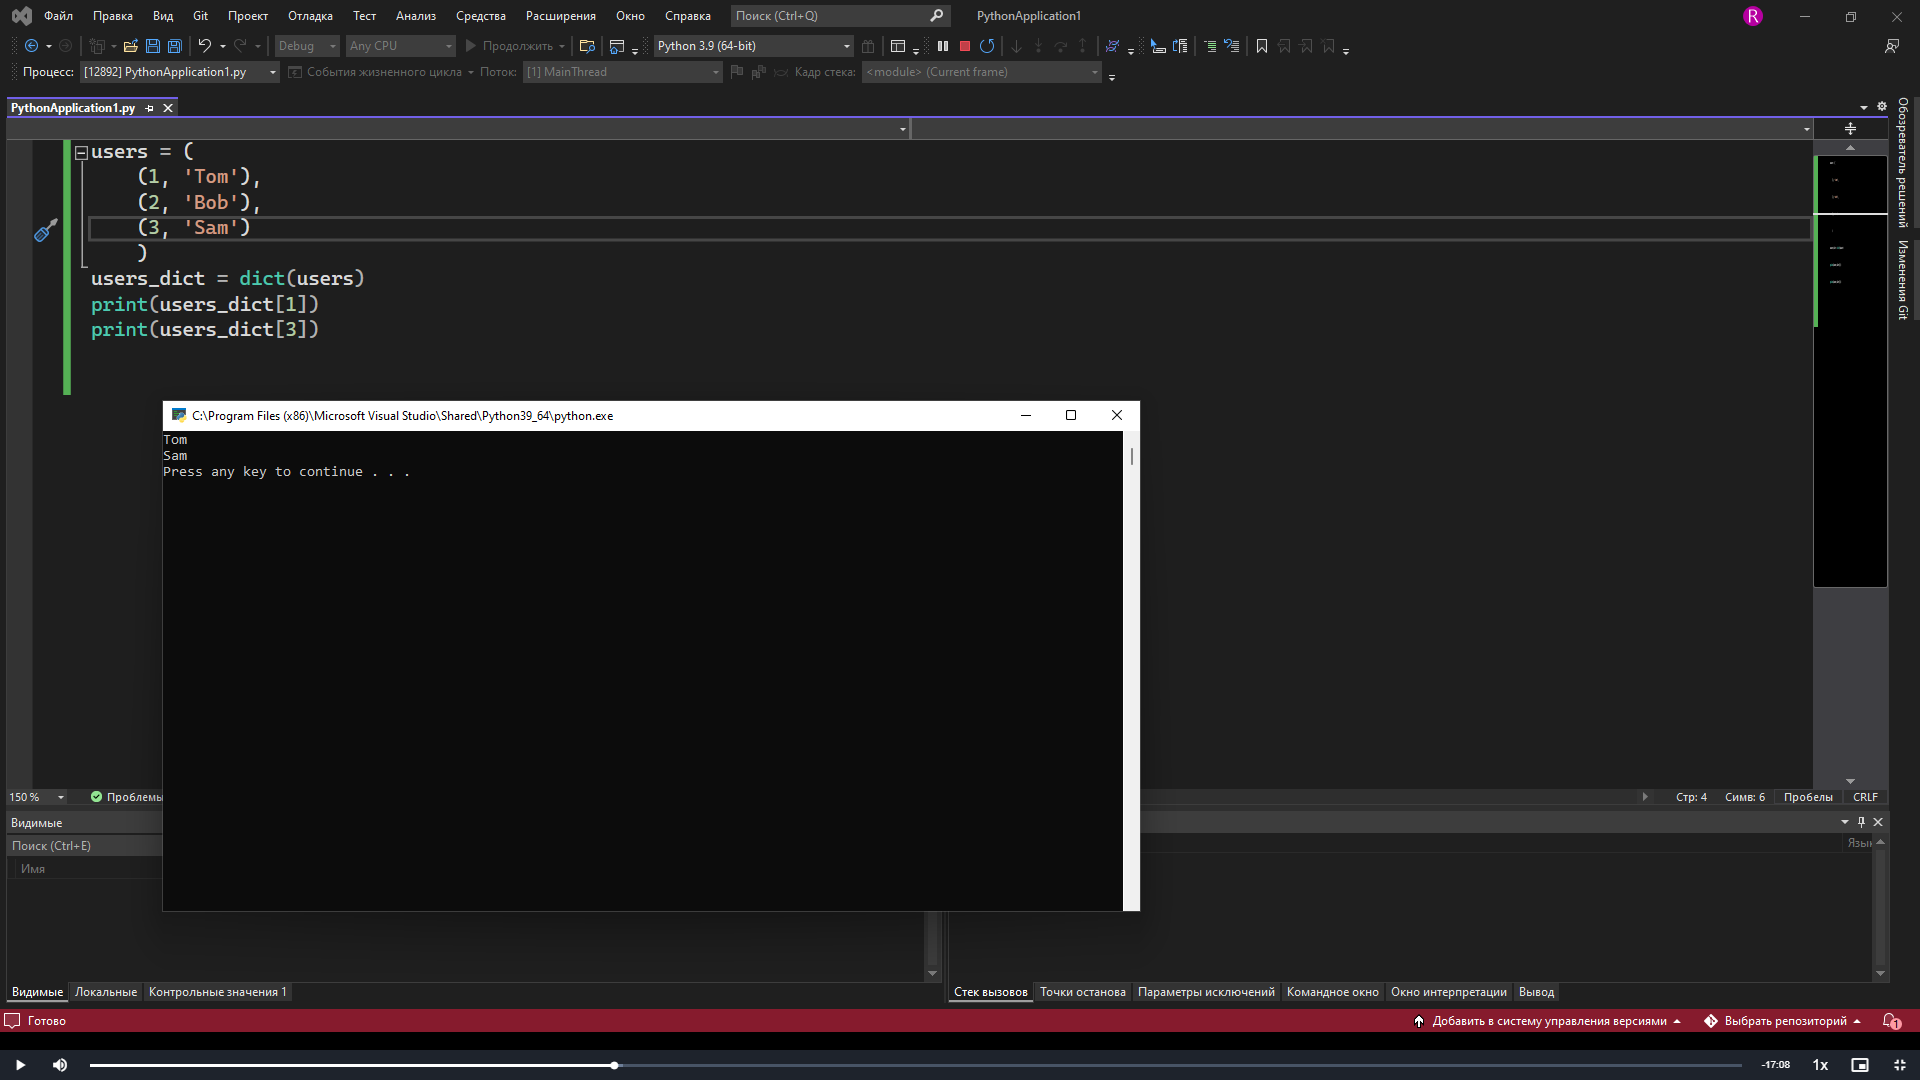 Файл Правка Вид Git Проект Отладка Тест Анализ Средства Расширения Окно Справка Поиск (Ctrl+Q) PythonApplication1 R
Debug Any CPU Продолжить Python 3.9 (64-bit)
Процесс: [12892] PythonApplication1.py События жизненного цикла Поток: [1] MainThread Кадр стека: <module> (Current frame)
PythonApplication1.py
users = (
(1, 'Tom'),
(2, 'Bob'),
(3, 'Sam')
)
users_dict = dict(users)
print(users_dict[1])
print(users_dict[3])
Обозреватель решений
Изменения Git
C:\Program Files (x86)\Microsoft Visual Studio\Shared\Python39_64\python.exe
Tom
Sam
Press any key to continue . . .
150 % Проблемы Стр: 4 Симв: 6 Пробелы CRLF
Видимые
Поиск (Ctrl+E)
Имя
Видимые Локальные Контрольные значения 1
Стек вызовов Точки останова Параметры исключений Командное окно Окно интерпретации Вывод
Готово Добавить в систему управления версиями Выбрать репозиторий 1
-17:08 1x